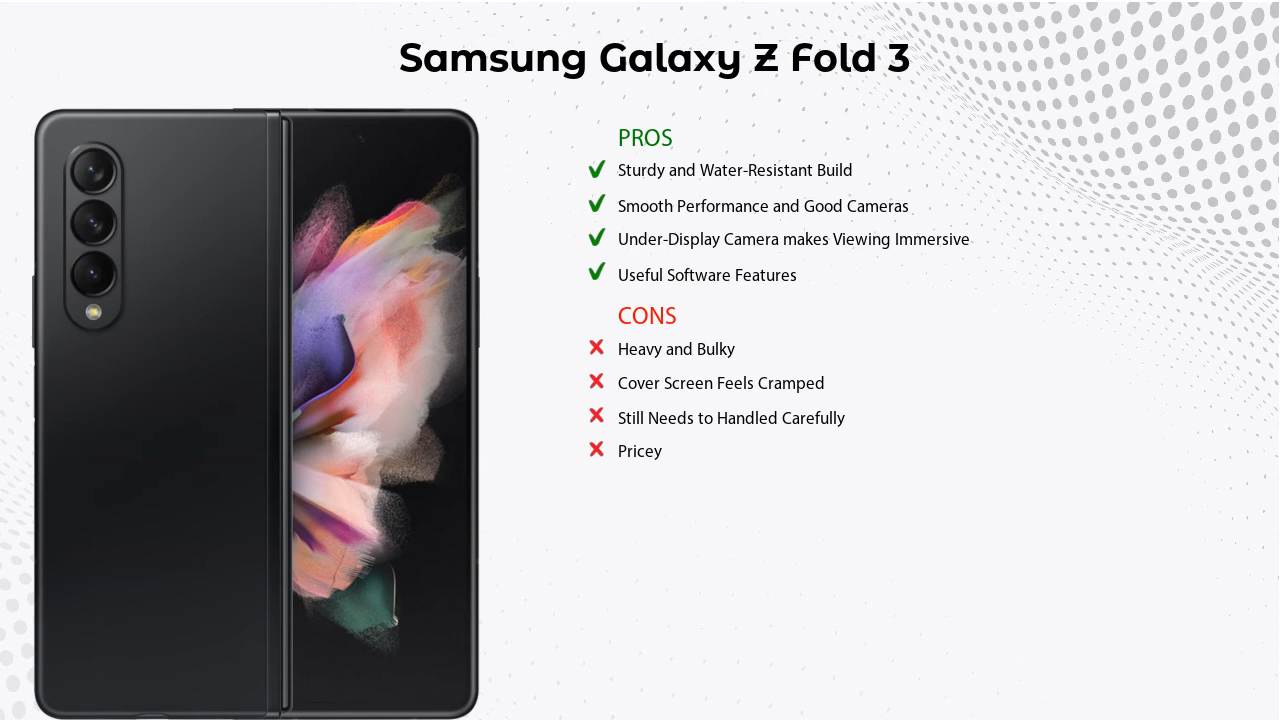 Samsung Galaxy Z Fold 3
PROS
Sturdy and Water-Resistant Build
Smooth Performance and Good Cameras
Under-Display Camera makes Viewing Immersive
Useful Software Features
CONS
Heavy and Bulky
Cover Screen Feels Cramped
Still Needs to Handled Carefully
Pricey